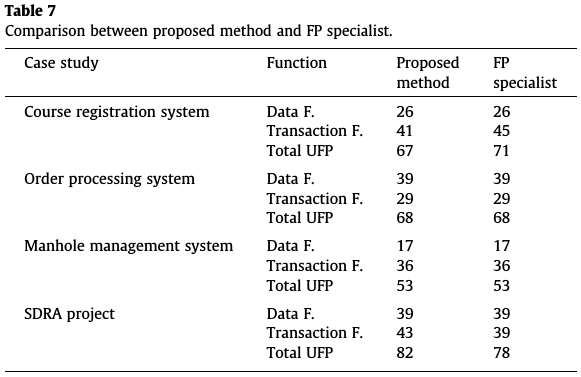 Table 7
Comparison between proposed method and FP specialist.
Case study Function Proposed method FP specialist
Course registration system Data F. 26 26
Transaction F. 41 45
Total UFP 67 71
Order processing system Data F. 39 39
Transaction F. 29 29
Total UFP 68 68
Manhole management system Data F. 17 17
Transaction F. 36 36
Total UFP 53 53
SDRA project Data F. 39 39
Transaction F. 43 39
Total UFP 82 78